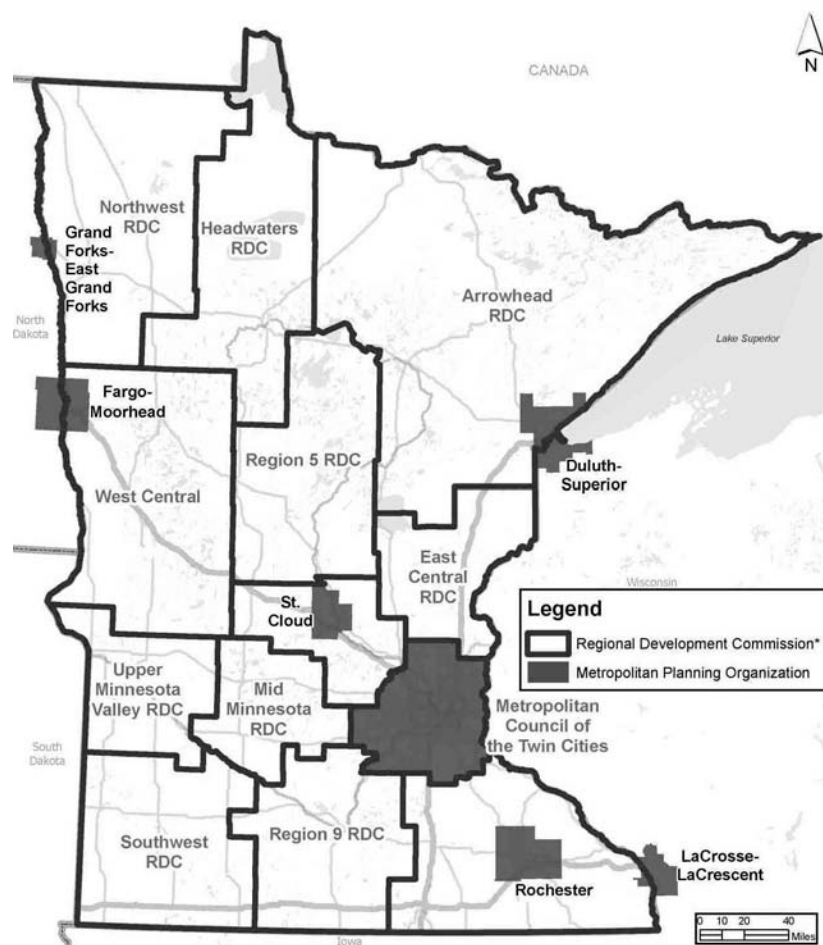 N
CANADA
Northwest
RDC
Headwaters
RDC
Grand
Forks-
East
Grand
Forks
North
Dakota
Arrowhead
RDC
Lake Superior
Fargo-
Moorhead
Region 5 RDC
Duluth-
Superior
West Central
East
Central
RDC
Wisconsin
St.
Cloud
Legend
Regional Development Commission*
Metropolitan Planning Organization
Upper
Minnesota
Valley RDC
Mid
Minnesota
RDC
Metropolitan
Council of
the Twin Cities
South
Dakota
Southwest
RDC
Region 9 RDC
Rochester
LaCrosse-
LaCrescent
0 10 20 40
Miles
Iowa